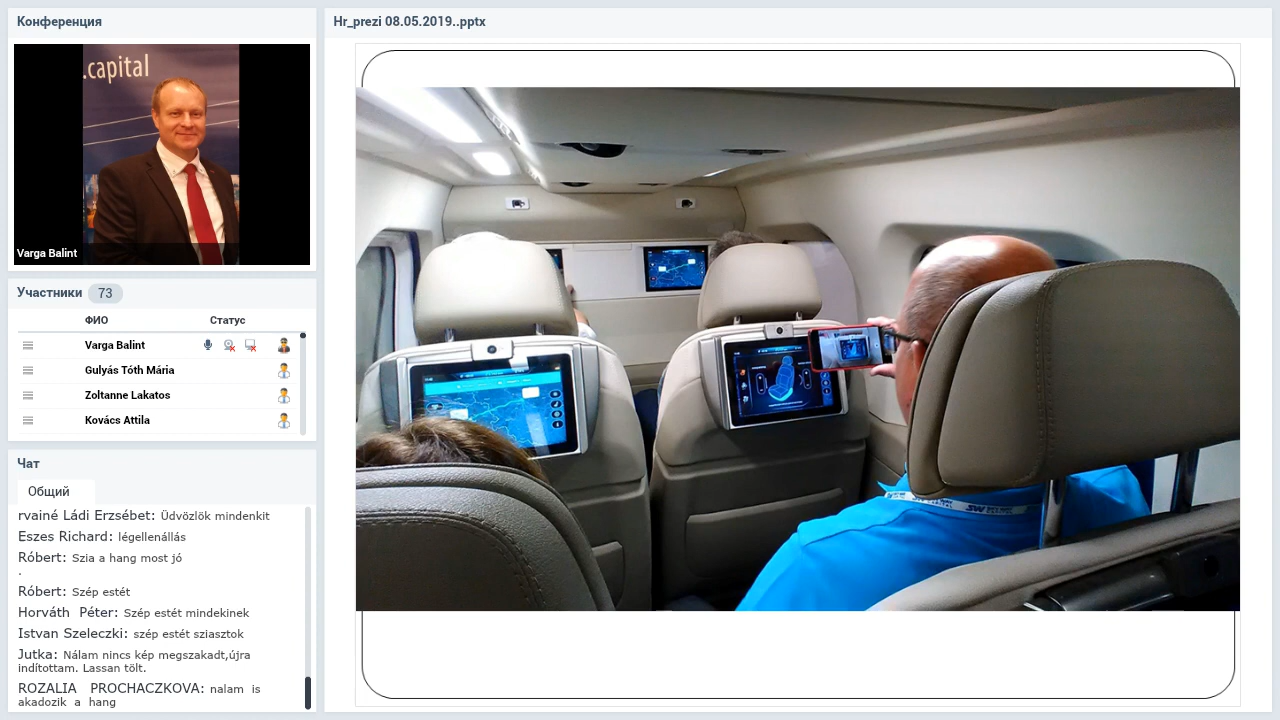 Конференция
.capital
Varga Balint
Участники 73
ФИО Статус
Varga Balint
Gulyás Tóth Mária
Zoltanne Lakatos
Kovács Attila
Чат
Общий
rvainé Ládi Erzsébet: Üdvözlök mindenkit
Eszes Richard: légellenállás
Róbert: Szia a hang most jó
.
Róbert: Szép estét
Horváth Péter: Szép estét mindekinek
Istvan Szeleczki: szép estét sziasztok
Jutka: Nálam nincs kép megszakadt,újra
indítottam. Lassan tölt.
ROZALIA PROCHACZKOVA: nalam is
akadozik a hang
Hr_prezi 08.05.2019..pptx
SW